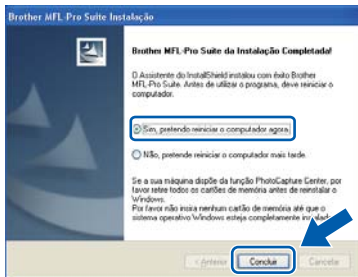 Brother MFL-Pro Suite Instalação
Brother MFL-Pro Suite da Instalação Completada!
O Assistente do InstallShield instalou com êxito Brother
MFL-Pro Suite. Antes de utilizar o programa, deve reiniciar o
computador.
Sim, pretendo reiniciar o computador agora.
Não, pretende reiniciar o computador mais tarde.
Se a sua máquina dispõe da função PhotoCapture Center, por
favor retire todos os cartões de memória antes de reinstalar o
Windows.
Por favor não insira nenhum cartão de memória até que o
sistema operativo Windows esteja completamente instalado.
< Anterior
Concluir
Cancelar